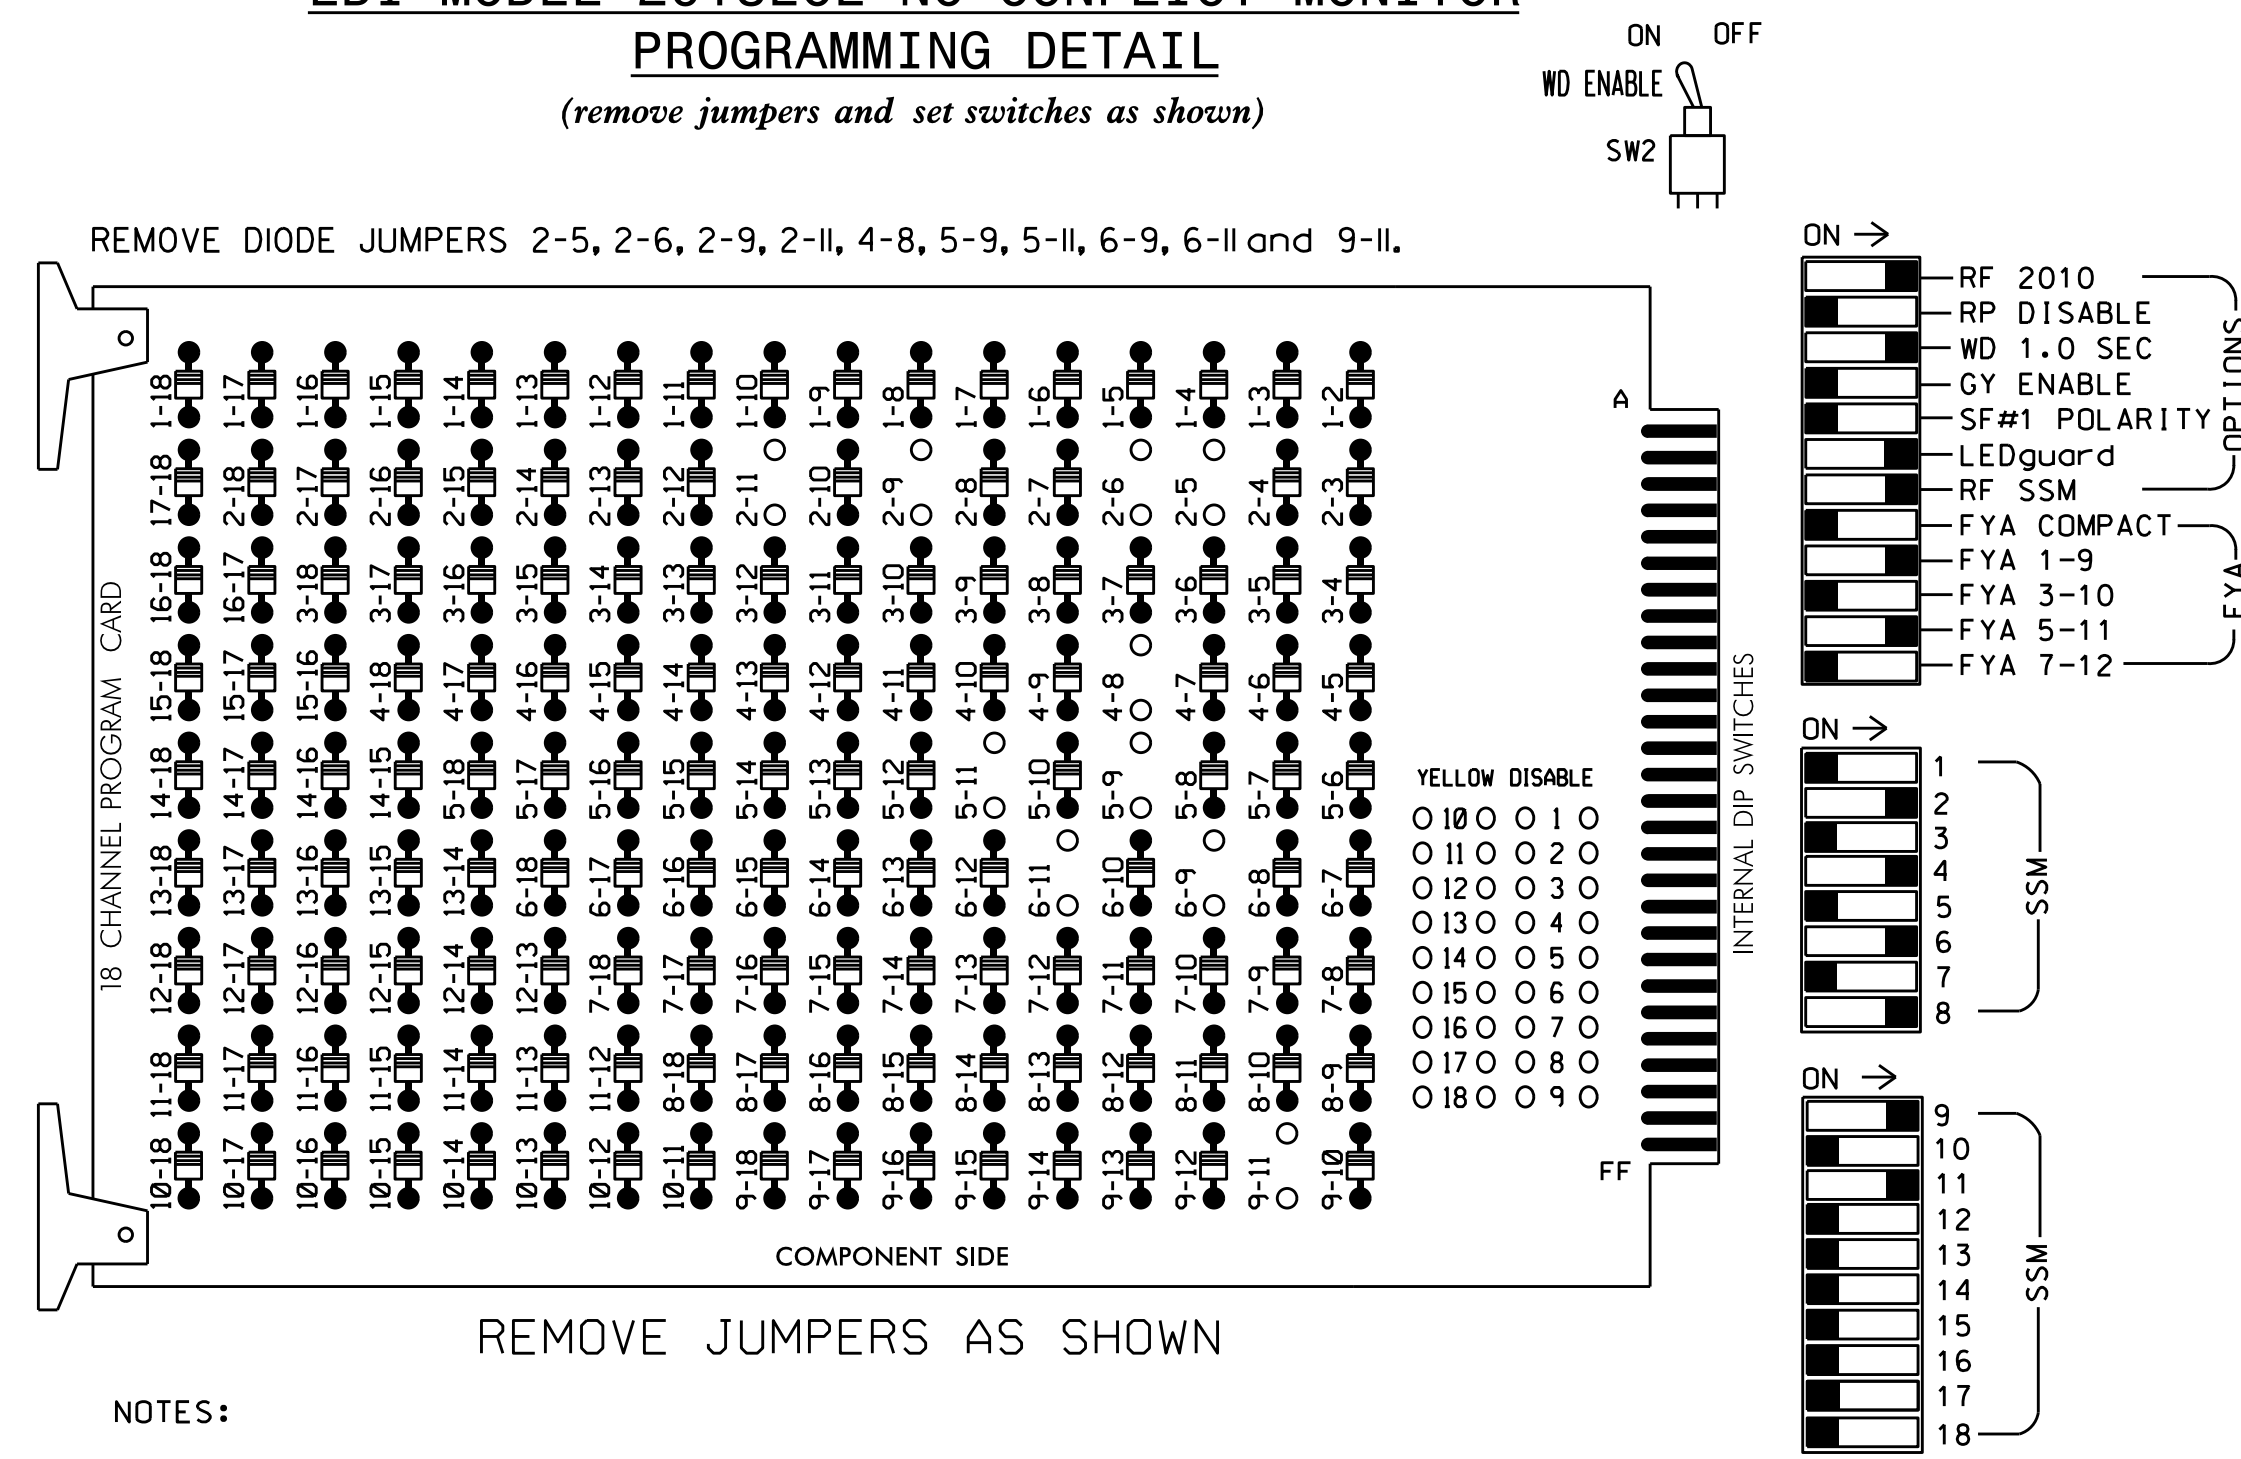 PROGRAMMING DETAIL
(remove jumpers and set switches as shown)
ON OFF
WD ENABLE
SW2
REMOVE DIODE JUMPERS 2-5, 2-6, 2-9, 2-11, 4-8, 5-9, 5-11, 6-9, 6-11 and 9-11.
1-18 1-17 1-16 1-15 1-14 1-13 1-12 1-11 1-10 1-9 1-8 1-7 1-6 1-5 1-4 1-3 1-2
17-18 2-18 2-17 2-16 2-15 2-14 2-13 2-12 2-11 2-10 2-9 2-8 2-7 2-6 2-5 2-4 2-3
16-18 16-17 3-18 3-17 3-16 3-15 3-14 3-13 3-12 3-11 3-10 3-9 3-8 3-7 3-6 3-5 3-4
15-18 15-17 15-16 4-18 4-17 4-16 4-15 4-14 4-13 4-12 4-11 4-10 4-9 4-8 4-7 4-6 4-5
14-18 14-17 14-16 14-15 5-18 5-17 5-16 5-15 5-14 5-13 5-12 5-11 5-10 5-9 5-8 5-7 5-6
13-18 13-17 13-16 13-15 13-14 6-18 6-17 6-16 6-15 6-14 6-13 6-12 6-11 6-10 6-9 6-8 6-7
12-18 12-17 12-16 12-15 12-14 12-13 7-18 7-17 7-16 7-15 7-14 7-13 7-12 7-11 7-10 7-9 7-8
11-18 11-17 11-16 11-15 11-14 11-13 11-12 8-18 8-17 8-16 8-15 8-14 8-13 8-12 8-11 8-10 8-9
10-18 10-17 10-16 10-15 10-14 10-13 10-12 10-11 9-18 9-17 9-16 9-15 9-14 9-13 9-12 9-11 9-10
18 CHANNEL PROGRAM CARD
COMPONENT SIDE
A
FF
YELLOW DISABLE
10 1
11 2
12 3
13 4
14 5
15 6
16 7
17 8
18 9
INTERNAL DIP SWITCHES
ON
RF 2010
RP DISABLE
WD 1.0 SEC
GY ENABLE
SF#1 POLARITY
LEDguard
RF SSM
OPTIONS
FYA COMPACT
FYA 1-9
FYA 3-10
FYA 5-11
FYA 7-12
FYA
ON
1
2
3
4
5
6
7
8
SSM
ON
9
10
11
12
13
14
15
16
17
18
SSM
REMOVE JUMPERS AS SHOWN
NOTES: